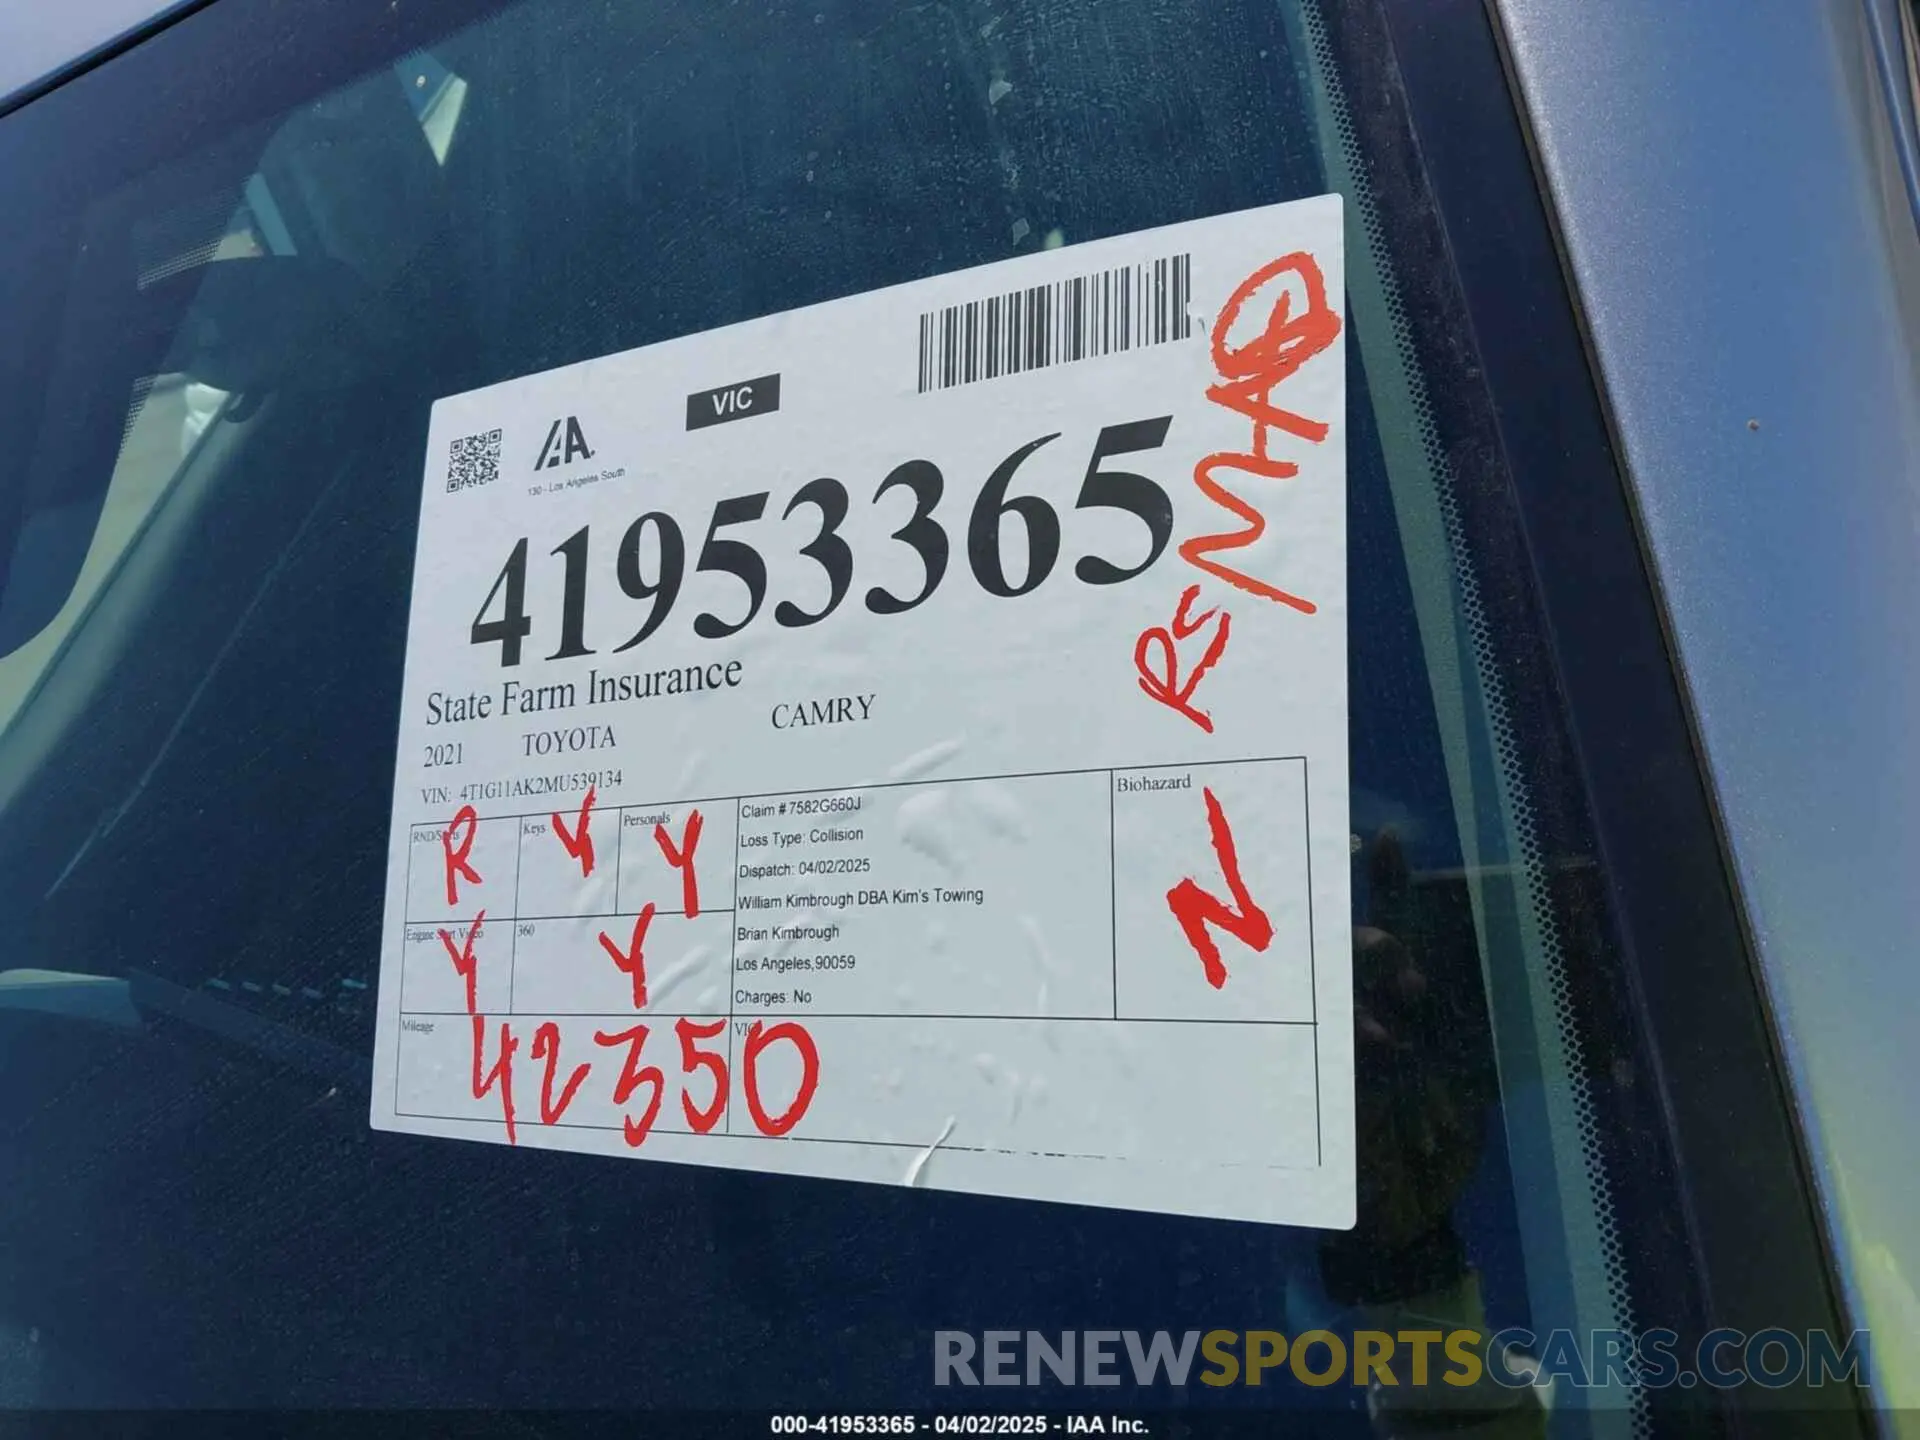 VIC
IAA
130 - Los Angeles South
41953365
State Farm Insurance
2021 TOYOTA CAMRY
VIN: 4T1G11AK2MU539134
RND/Starts
R
Keys
Y
Personals
Y
Engine Start Video
Y
360
Y
Mileage
42350
VIC
Claim # 7582G660J
Loss Type: Collision
Dispatch: 04/02/2025
William Kimbrough DBA Kim's Towing
Brian Kimbrough
Los Angeles,90059
Charges: No
Biohazard
N
RENEWSPORTSCARS.COM
000-41953365 - 04/02/2025 - IAA Inc.